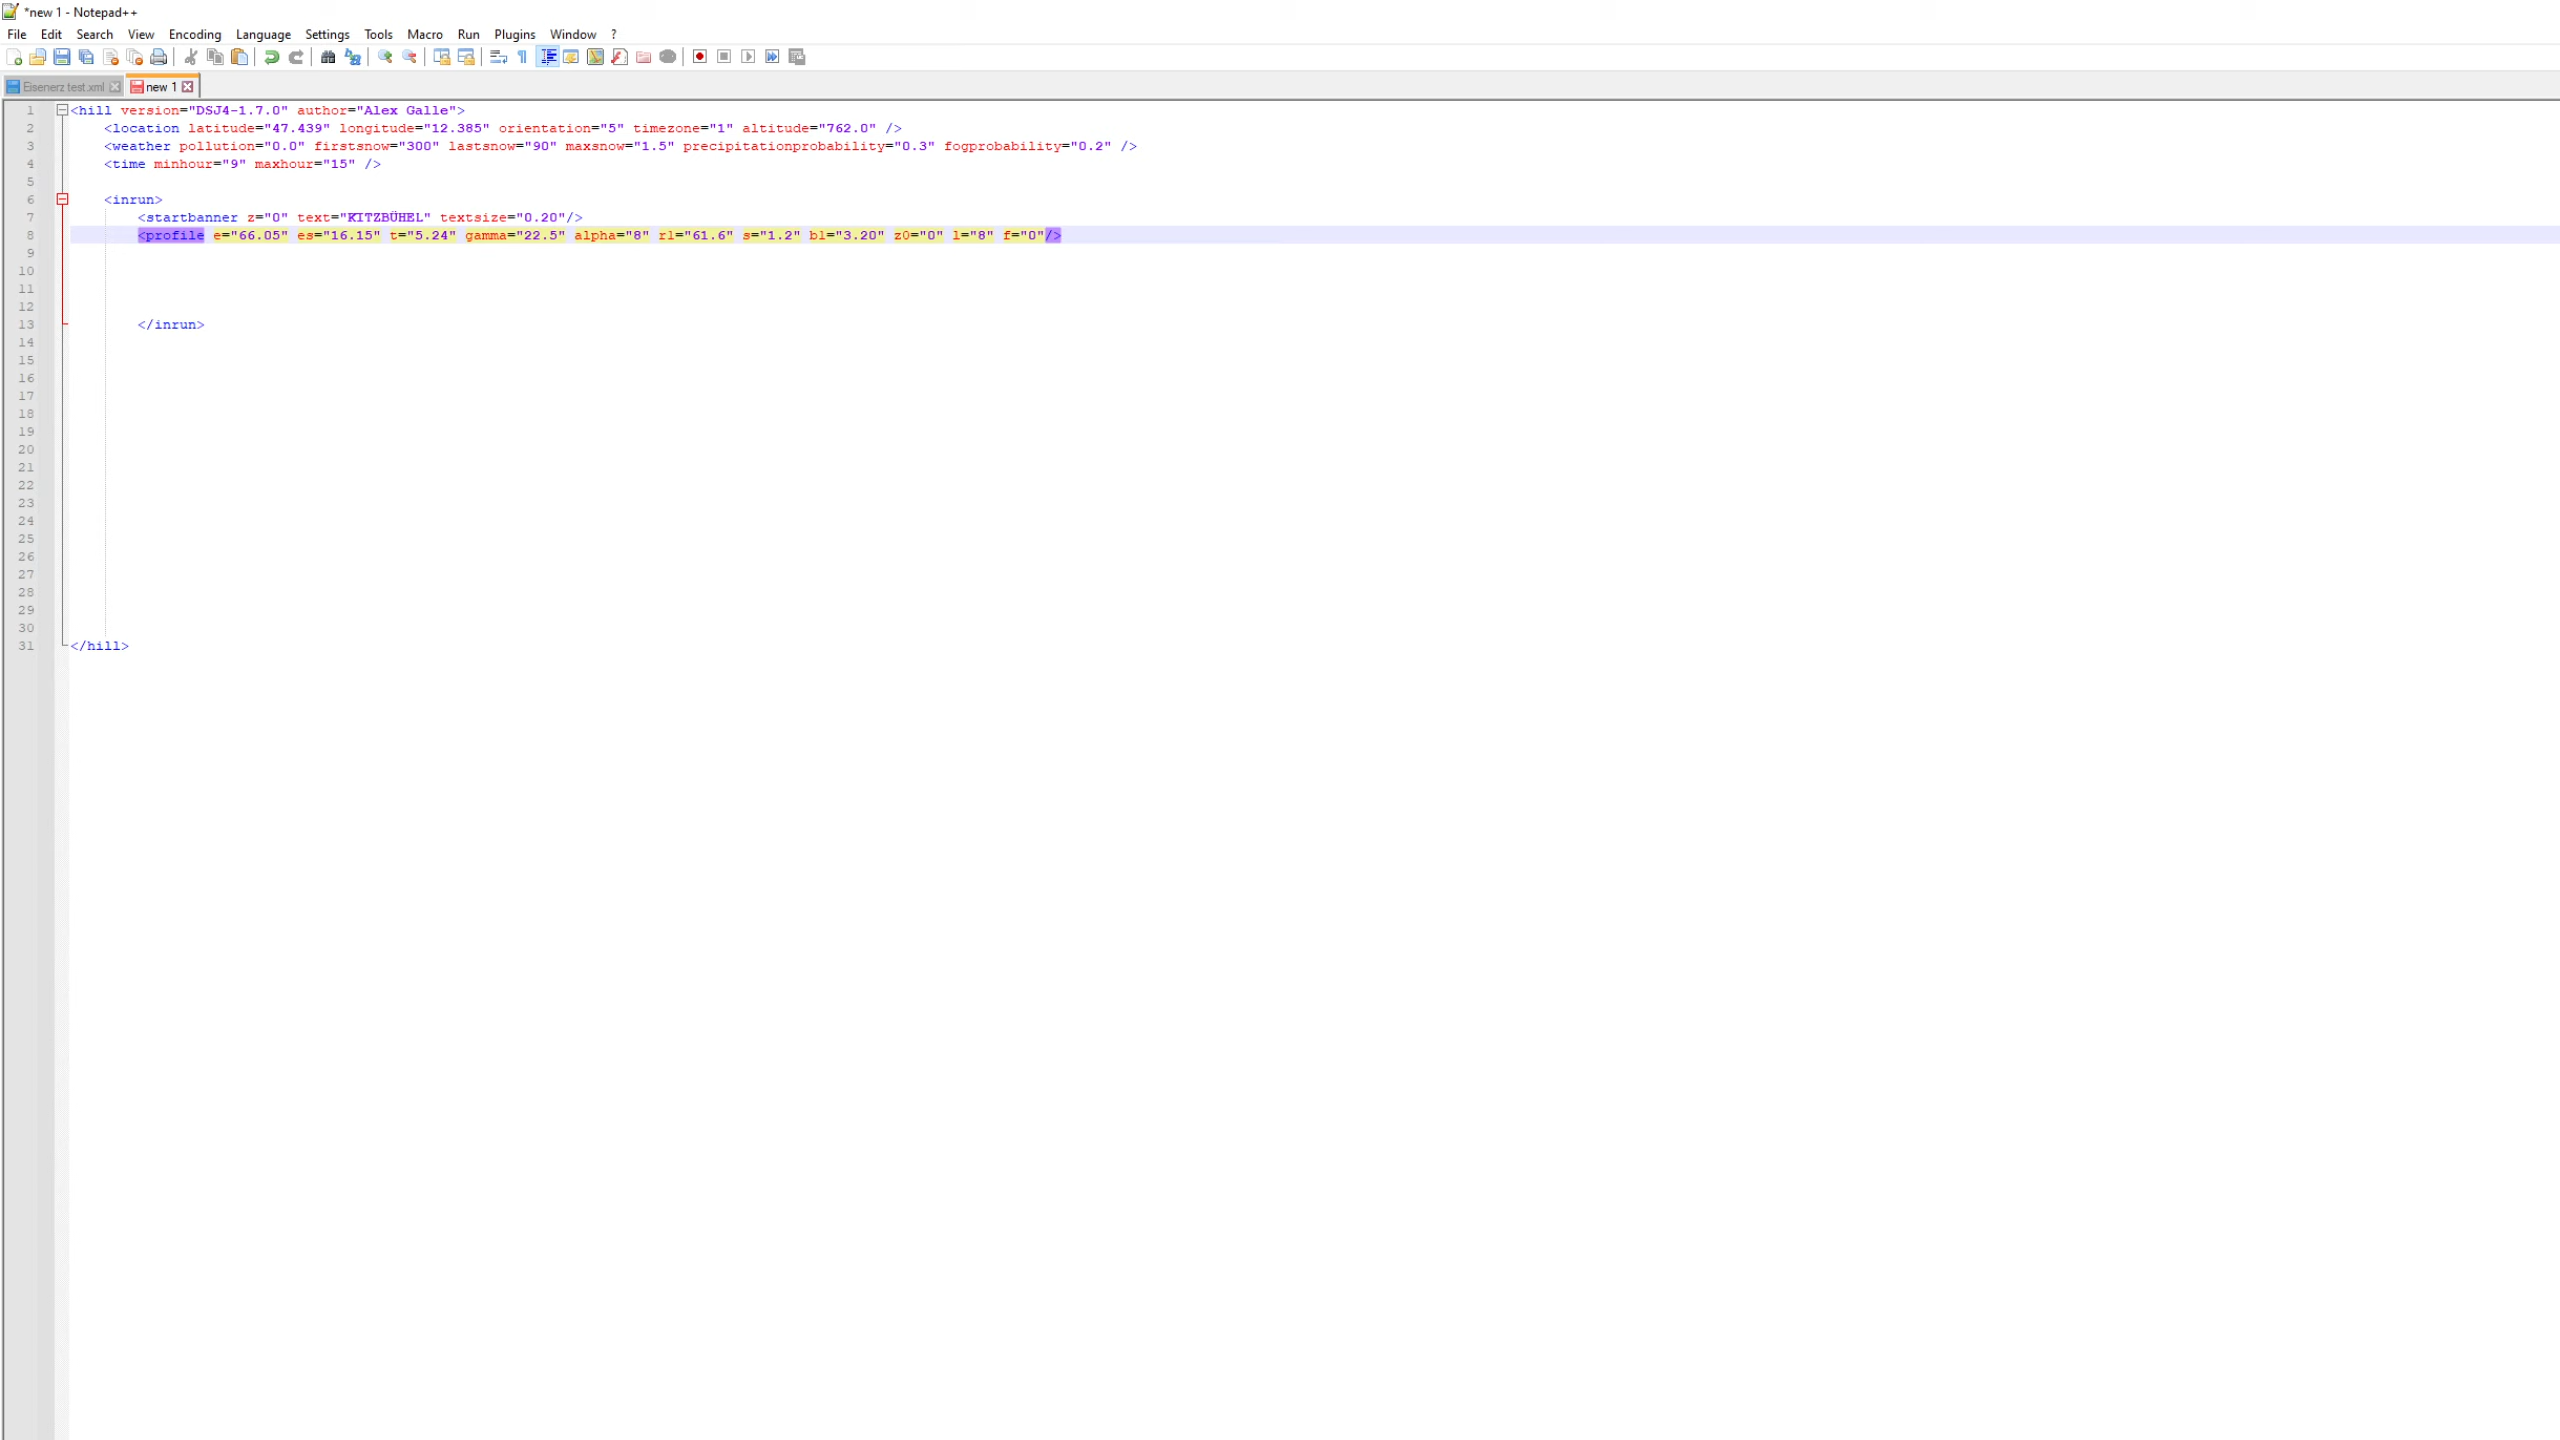 *new 1 - Notepad++
File Edit Search View Encoding Language Settings Tools Macro Run Plugins Window ?
Eisenerz test.xml new 1
1 <hill version="DSJ4-1.7.0" author="Alex Galle">
2 <location latitude="47.439" longitude="12.385" orientation="5" timezone="1" altitude="762.0" />
3 <weather pollution="0.0" firstsnow="300" lastsnow="90" maxsnow="1.5" precipitationprobability="0.3" fogprobability="0.2" />
4 <time minhour="9" maxhour="15" />
5
6 <inrun>
7 <startbanner z="0" text="KITZBÜHEL" textsize="0.20"/>
8 <profile e="66.05" es="16.15" t="5.24" gamma="22.5" alpha="8" r1="61.6" s="1.2" b1="3.20" z0="0" l="8" f="0"/>
9
10
11
12
13 </inrun>
14
15
16
17
18
19
20
21
22
23
24
25
26
27
28
29
30
31 </hill>